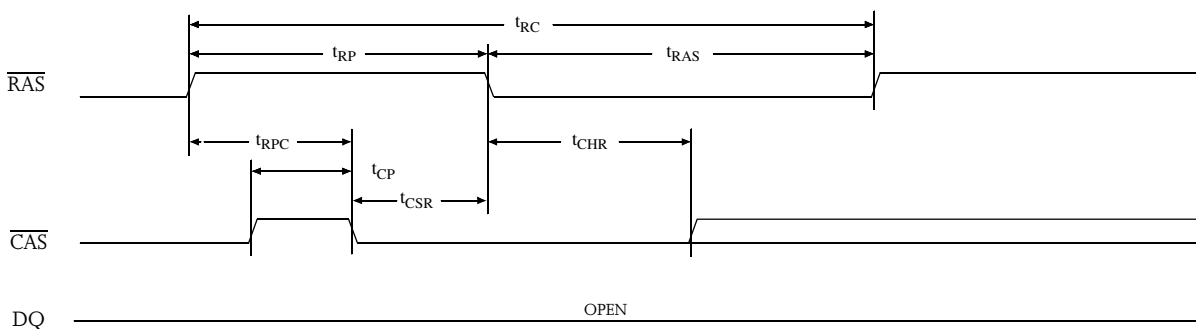 tRC
tRP
tRAS
RAS
tRPC
tCHR
tCP
tCSR
CAS
OPEN
DQ